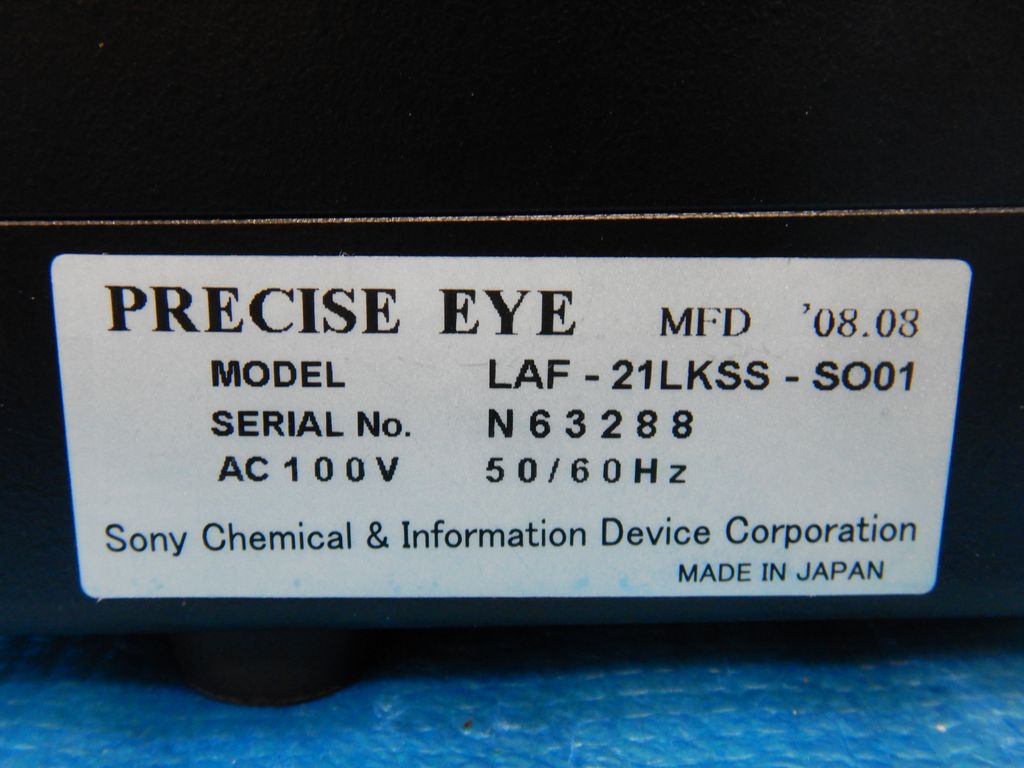 PRECISE EYE MFD '08.08
MODEL LAF - 21LKSS - SO01
SERIAL No. N63288
AC100V 50/60Hz
Sony Chemical & Information Device Corporation
MADE IN JAPAN